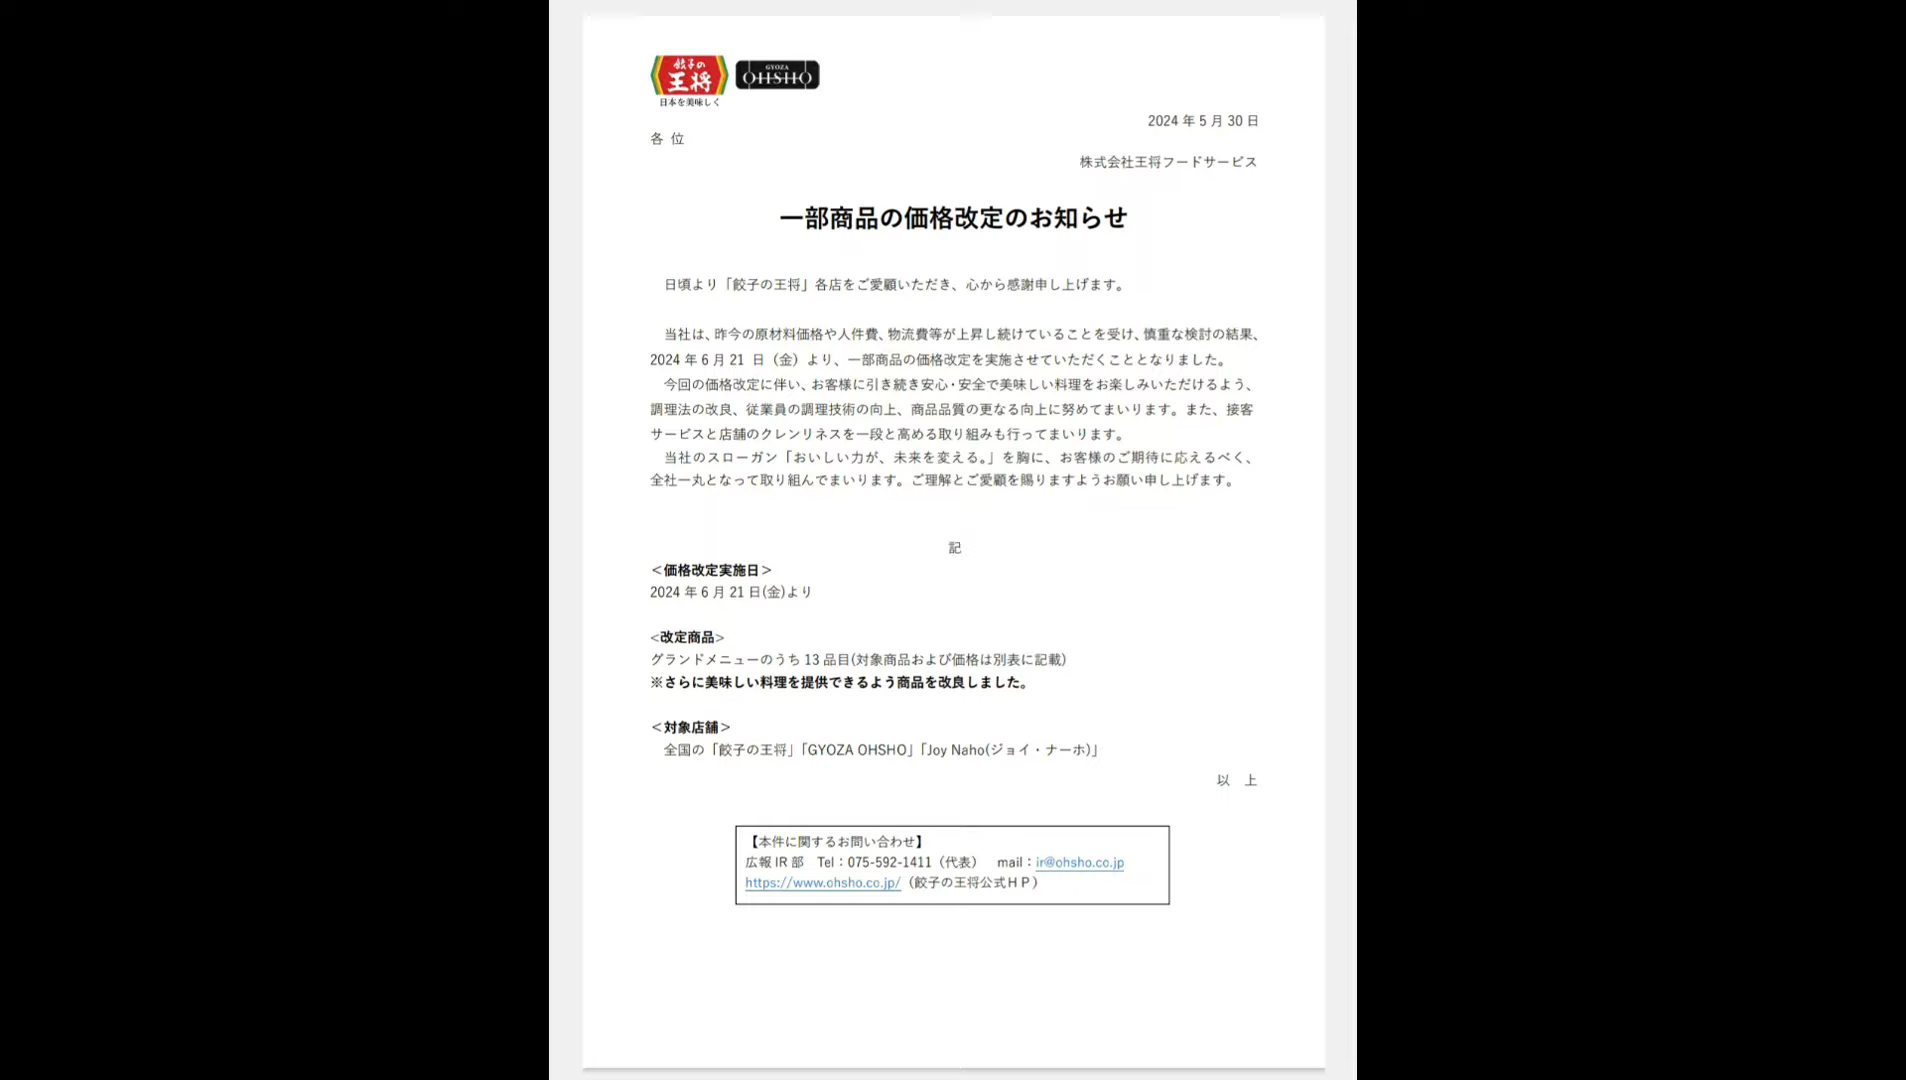 餃子の
王将
日本を美味しく
GYOZA
OHSHO
2024 年 5 月 30 日
各 位
株式会社王将フードサービス
一部商品の価格改定のお知らせ
日頃より「餃子の王将」各店をご愛顧いただき、心から感謝申し上げます。
当社は、昨今の原材料価格や人件費、物流費等が上昇し続けていることを受け、慎重な検討の結果、
2024 年 6 月 21 日（金）より、一部商品の価格改定を実施させていただくこととなりました。
今回の価格改定に伴い、お客様に引き続き安心・安全で美味しい料理をお楽しみいただけるよう、
調理法の改良、従業員の調理技術の向上、商品品質の更なる向上に努めてまいります。また、接客
サービスと店舗のクレンリネスを一段と高める取り組みも行ってまいります。
当社のスローガン「おいしい力が、未来を変える。」を胸に、お客様のご期待に応えるべく、
全社一丸となって取り組んでまいります。ご理解とご愛顧を賜りますようお願い申し上げます。
記
＜価格改定実施日＞
2024 年 6 月 21 日(金)より
<改定商品>
グランドメニューのうち 13 品目(対象商品および価格は別表に記載)
※さらに美味しい料理を提供できるよう商品を改良しました。
＜対象店舗＞
全国の「餃子の王将」「GYOZA OHSHO」「Joy Naho(ジョイ・ナーホ)」
以 上
【本件に関するお問い合わせ】
広報 IR 部 Tel：075-592-1411（代表） mail：ir@ohsho.co.jp
https://www.ohsho.co.jp/（餃子の王将公式ＨＰ）